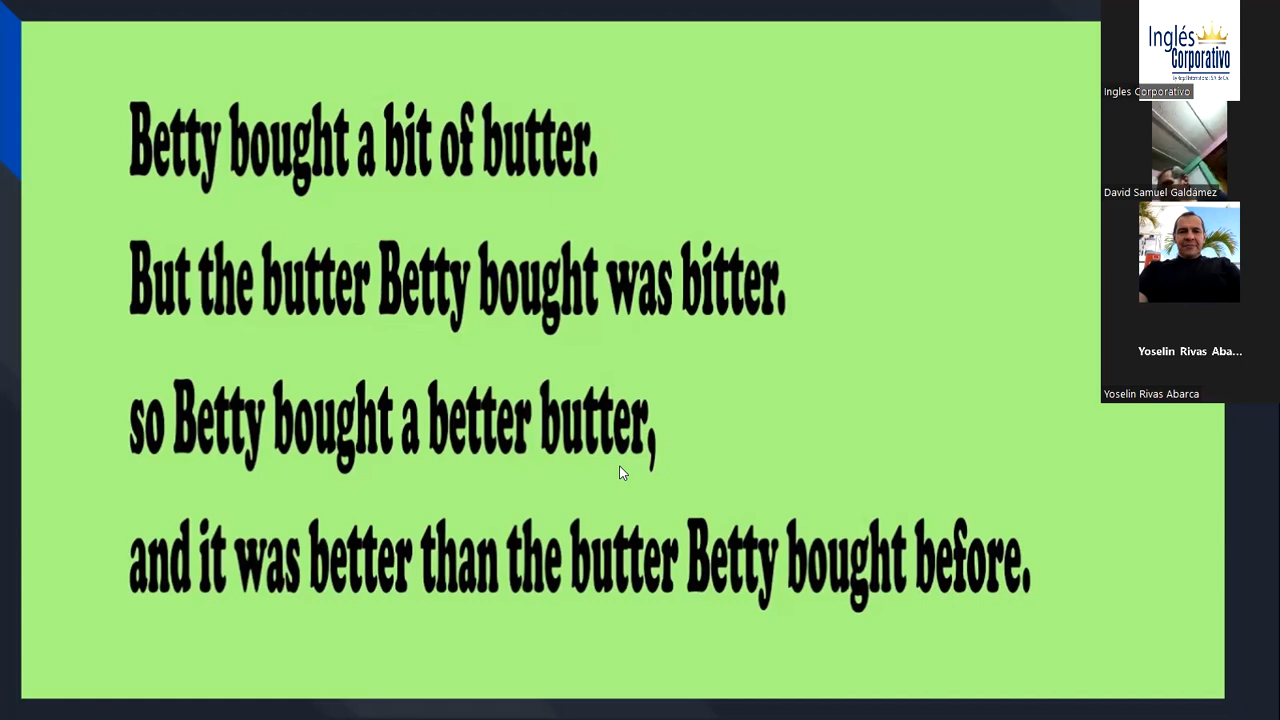 Betty bought a bit of butter.
But the butter Betty bought was bitter.
so Betty bought a better butter,
and it was better than the butter Betty bought before.
Inglés
Corporativo
Ingles Corporativo
David Samuel Galdámez
Yoselin Rivas Aba...
Yoselin Rivas Abarca